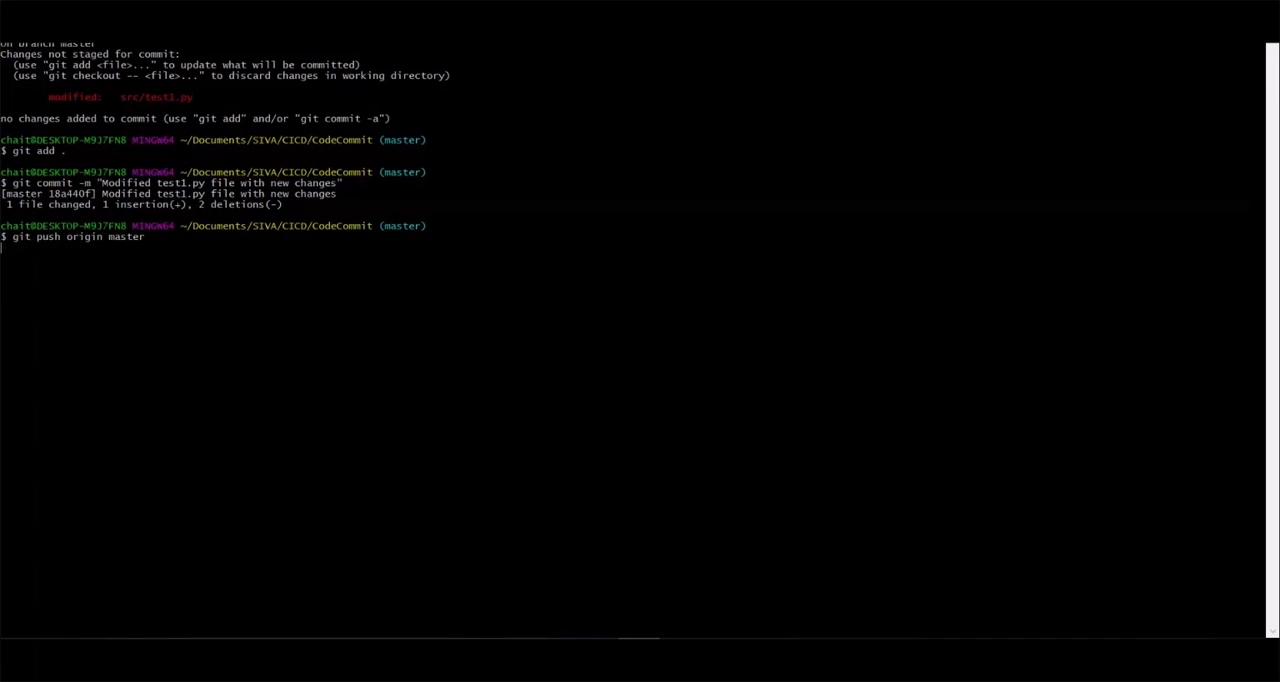 On branch master
Changes not staged for commit:
(use "git add <file>..." to update what will be committed)
(use "git checkout -- <file>..." to discard changes in working directory)
modified: src/test1.py
no changes added to commit (use "git add" and/or "git commit -a")
chait@DESKTOP-M9J7FN8 MINGW64 ~/Documents/SIVA/CICD/CodeCommit (master)
$ git add .
chait@DESKTOP-M9J7FN8 MINGW64 ~/Documents/SIVA/CICD/CodeCommit (master)
$ git commit -m "Modified test1.py file with new changes"
[master 18a440f] Modified test1.py file with new changes
1 file changed, 1 insertion(+), 2 deletions(-)
chait@DESKTOP-M9J7FN8 MINGW64 ~/Documents/SIVA/CICD/CodeCommit (master)
$ git push origin master